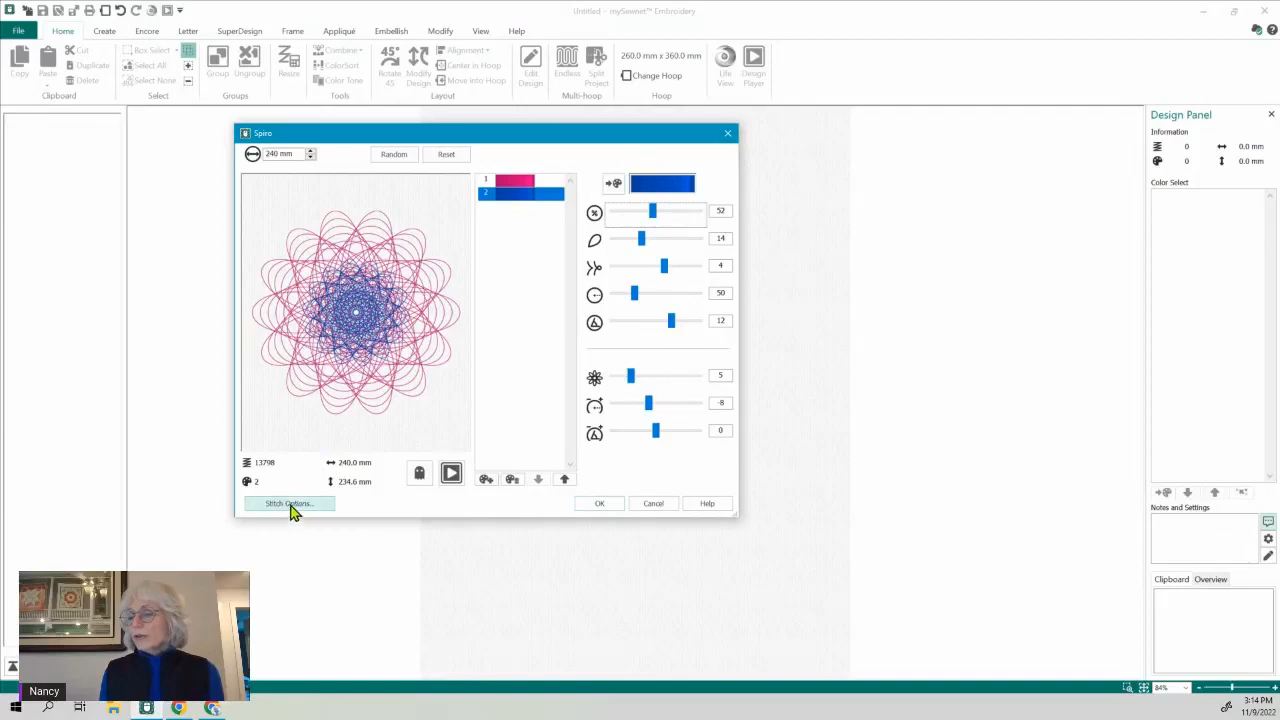 Untitled - mySewnet™ Embroidery
File
Home
Create
Encore
Letter
SuperDesign
Frame
Appliqué
Embellish
Modify
View
Help
Copy
Paste
Cut
Duplicate
Delete
Clipboard
Box Select
Select All
Select None
Select
Group
Ungroup
Groups
Resize
Combine
ColorSort
Color Tone
Tools
Rotate 45
Modify Design
Alignment
Center in Hoop
Move into Hoop
Layout
Edit Design
Endless
Split Project
Multi-hoop
260.0 mm x 360.0 mm
Change Hoop
Hoop
Life View
Design Player
Spiro
240 mm
Random
Reset
1
2
52
14
4
50
12
5
-8
0
13798
240.0 mm
2
234.6 mm
Stitch Options...
OK
Cancel
Help
Design Panel
Information
0
0.0 mm
0
0.0 mm
Color Select
Notes and Settings
Clipboard
Overview
Nancy
84%
3:14 PM
11/9/2022